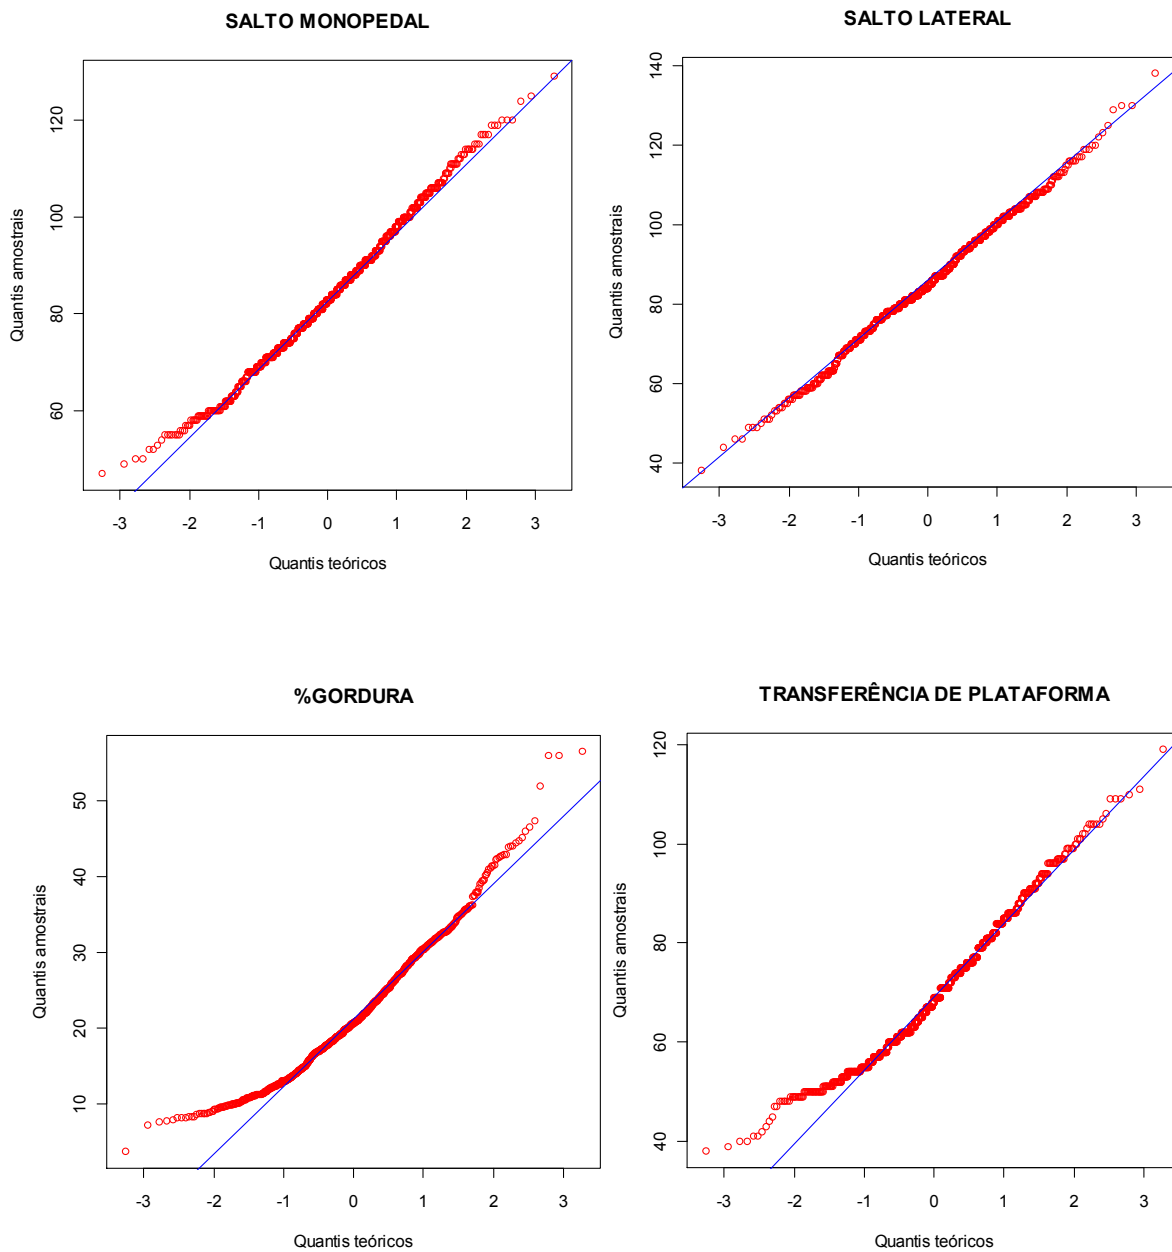 SALTO MONOPEDAL
120
100
80
60
Quantis amostrais
-3 -2 -1 0 1 2 3
Quantis teóricos
SALTO LATERAL
140
120
100
80
60
40
Quantis amostrais
-3 -2 -1 0 1 2 3
Quantis teóricos
%GORDURA
50
40
30
20
10
Quantis amostrais
-3 -2 -1 0 1 2 3
Quantis teóricos
TRANSFERÊNCIA DE PLATAFORMA
120
100
80
60
40
Quantis amostrais
-3 -2 -1 0 1 2 3
Quantis teóricos